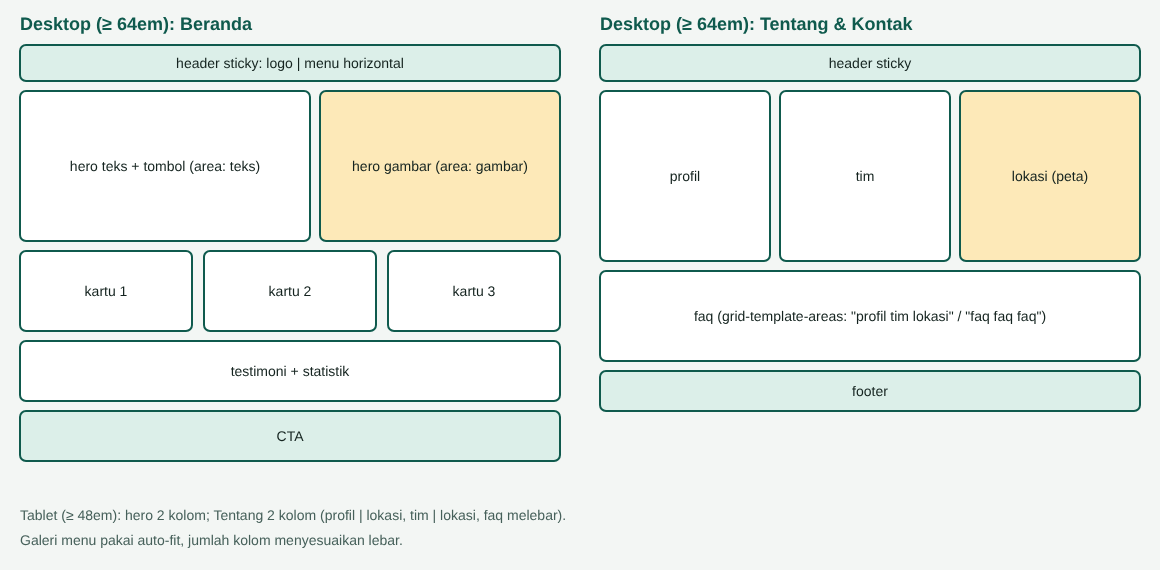 Desktop (≥ 64em): Beranda
header sticky: logo | menu horizontal
hero teks + tombol (area: teks)
hero gambar (area: gambar)
kartu 1
kartu 2
kartu 3
testimoni + statistik
CTA
Desktop (≥ 64em): Tentang & Kontak
header sticky
profil
tim
lokasi (peta)
faq (grid-template-areas: "profil tim lokasi" / "faq faq faq")
footer
Tablet (≥ 48em): hero 2 kolom; Tentang 2 kolom (profil | lokasi, tim | lokasi, faq melebar).
Galeri menu pakai auto-fit, jumlah kolom menyesuaikan lebar.